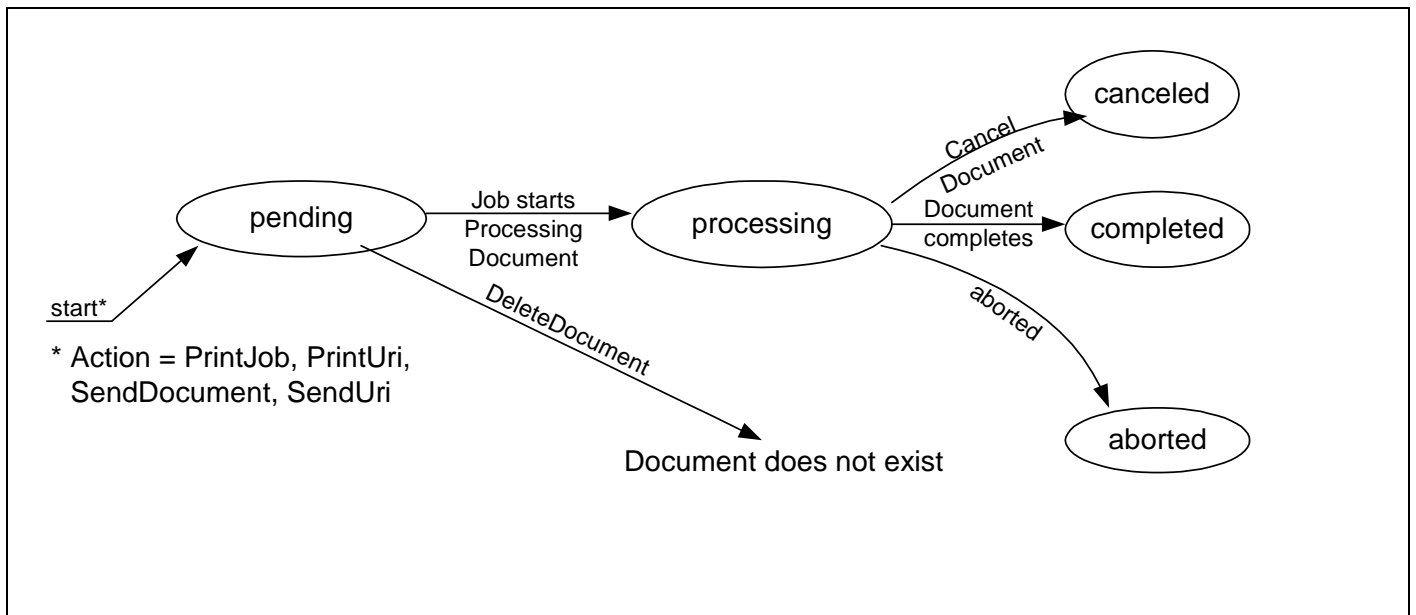 canceled
Cancel
Document
pending
Job starts
Processing
Document
processing
Document
completes
completed
start*
DeleteDocument
aborted
* Action = PrintJob, PrintUri,
SendDocument, SendUri
Document does not exist
aborted